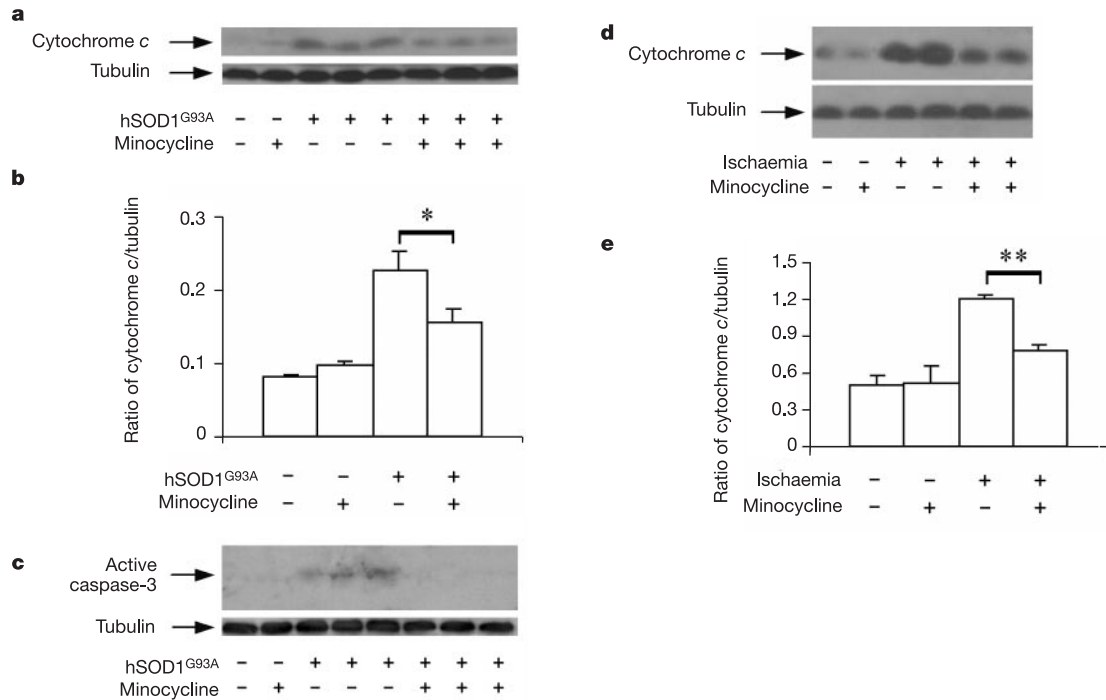 a
Cytochrome c
Tubulin
hSOD1G93A – – + + + + + +
Minocycline – + – – – + + +
b
Ratio of cytochrome c/tubulin
0.3
0.2
0.1
0
*
hSOD1G93A – – + +
Minocycline – + – +
c
Active
caspase-3
Tubulin
hSOD1G93A – – + + + + + +
Minocycline – + – – – + + +
d
Cytochrome c
Tubulin
Ischaemia – – + + + +
Minocycline – + – – + +
e
Ratio of cytochrome c/tubulin
1.5
1.2
0.9
0.6
0.3
0
**
Ischaemia – – + +
Minocycline – + – +